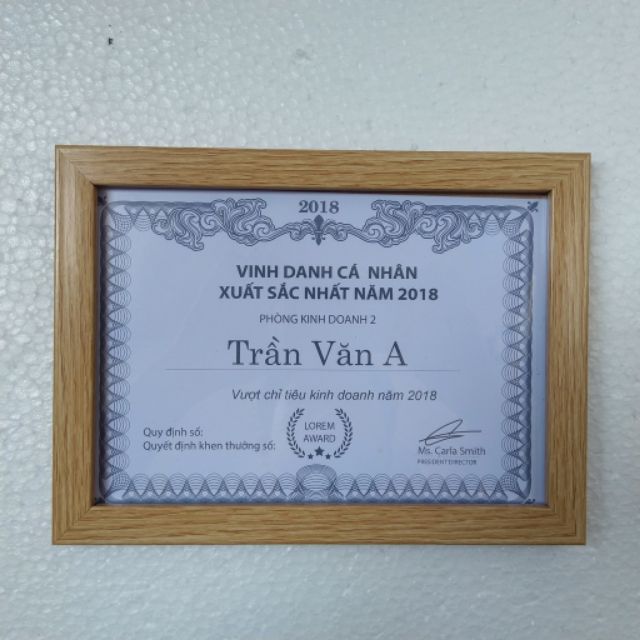 2018
VINH DANH CÁ NHÂN
XUẤT SẮC NHẤT NĂM 2018
PHÒNG KINH DOANH 2
Trần Văn A
Vượt chỉ tiêu kinh doanh năm 2018
Quy định số:
Quyết định khen thưởng số:
LOREM
AWARD
Ms. Carla Smith
PRESIDENT DIRECTOR